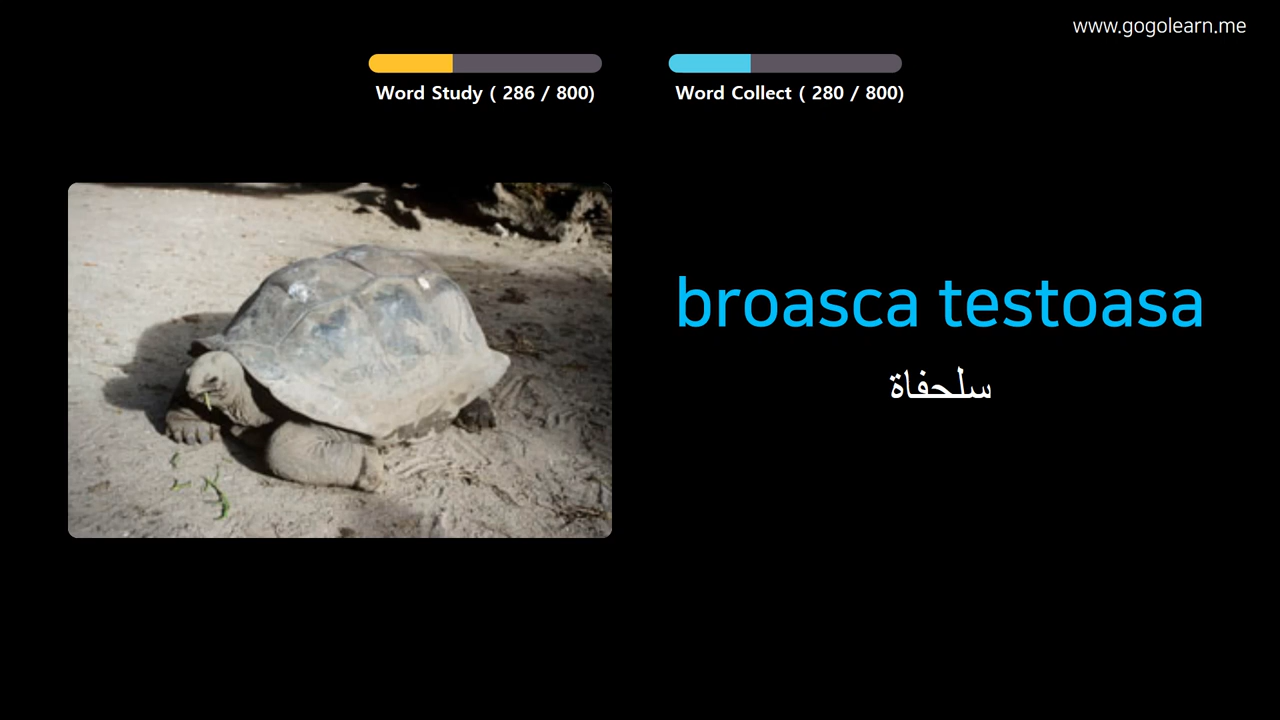 www.gogolearn.me
Word Study ( 286 / 800)
Word Collect ( 280 / 800)
broasca testoasa
سلحفاة